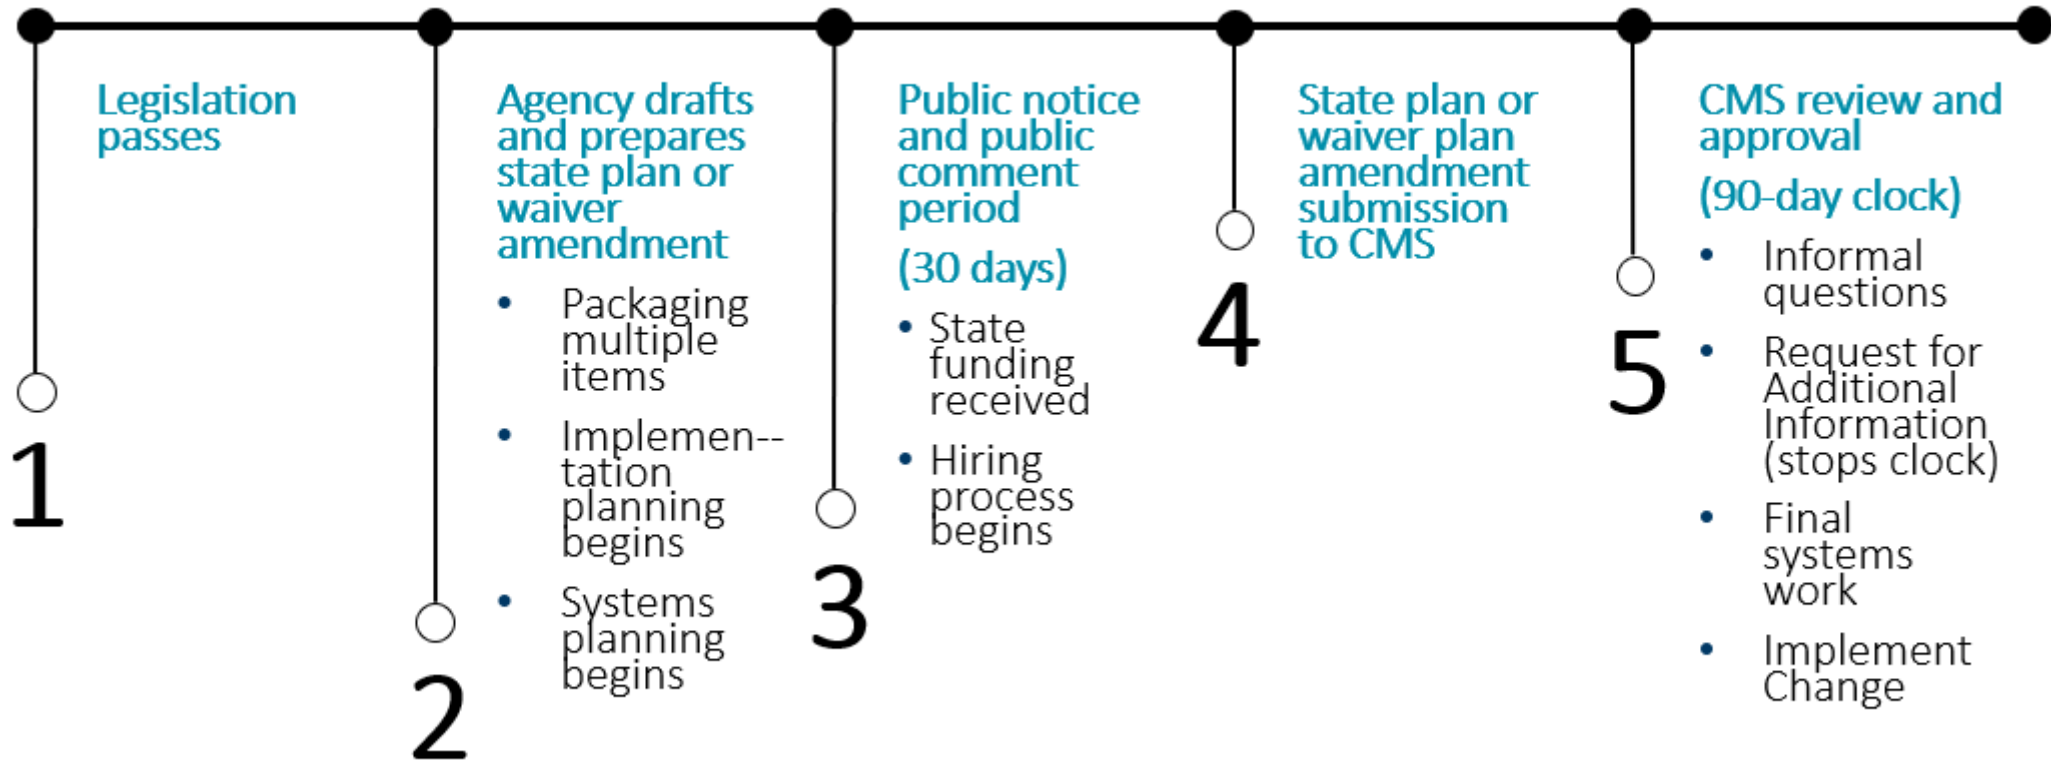 Legislation
passes
1
Agency drafts
and prepares
state plan or
waiver
amendment
• Packaging
multiple
items
• Implemen--
tation
planning
begins
• Systems
planning
begins
2
Public notice
and public
comment
period
(30 days)
• State
funding
received
• Hiring
process
begins
3
State plan or
waiver plan
amendment
submission
to CMS
4
CMS review and
approval
(90-day clock)
• Informal
questions
• Request for
Additional
Information
(stops clock)
• Final
systems
work
• Implement
Change
5